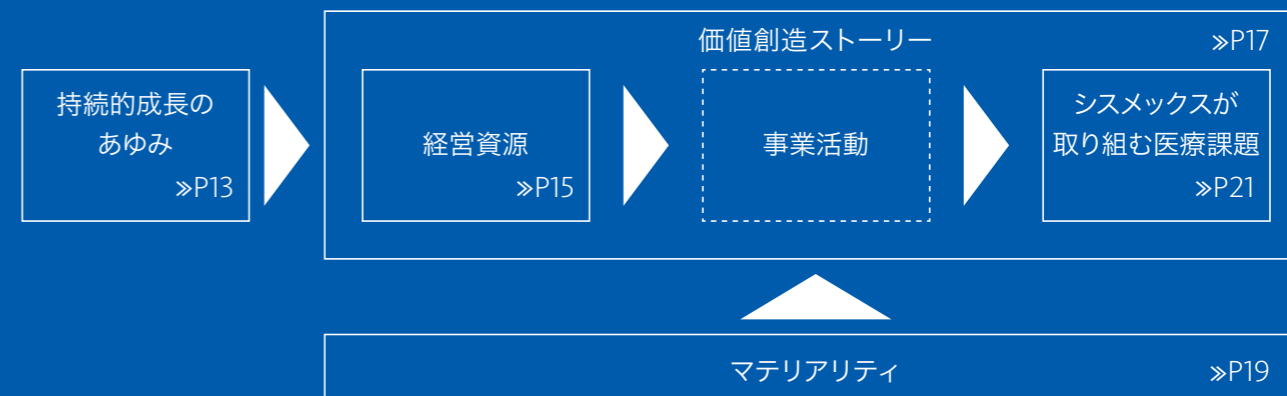 価値創造ストーリー
≫P17
持続的成長の
あゆみ
≫P13
経営資源
≫P15
事業活動
シスメックスが
取り組む医療課題
≫P21
マテリアリティ
≫P19